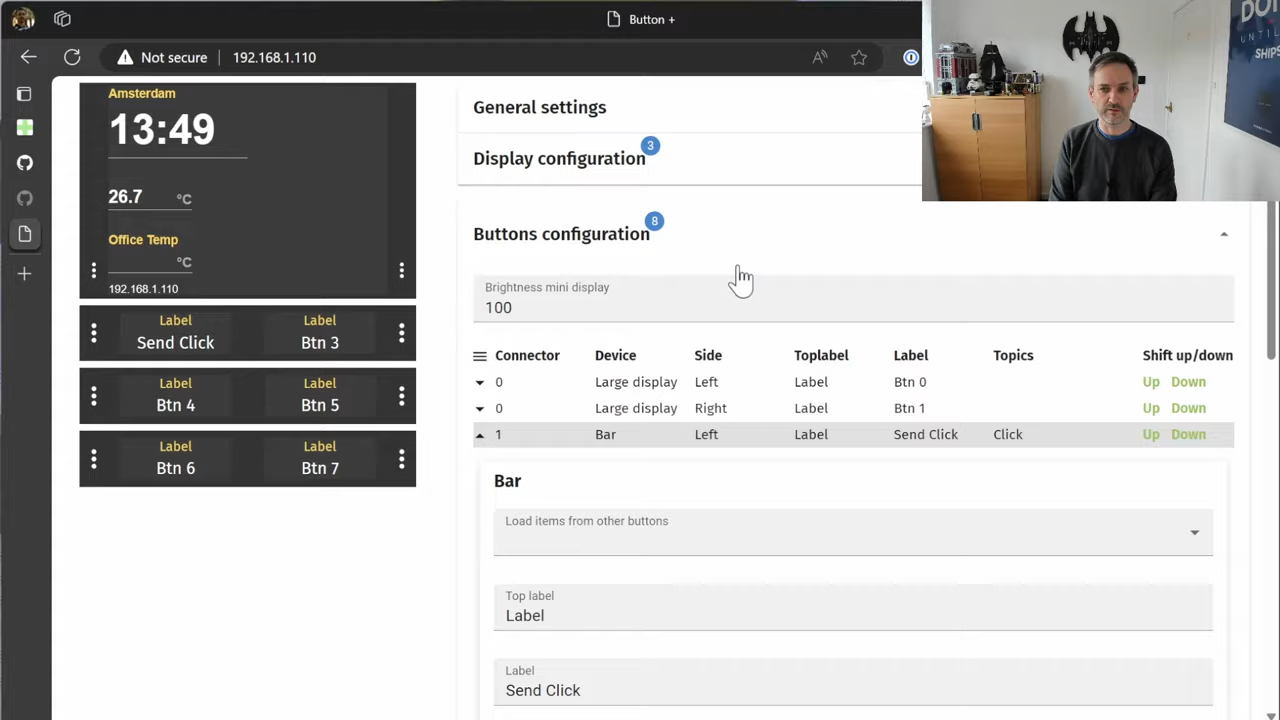 Button +
Not secure
192.168.1.110
DO
UNTIL
SHIPS
Amsterdam
13:49
26.7 °C
Office Temp
°C
192.168.1.110
Label Label
Send Click Btn 3
Label Label
Btn 4 Btn 5
Label Label
Btn 6 Btn 7
General settings
Display configuration 3
Buttons configuration 8
Brightness mini display
100
Connector Device Side Toplabel Label Topics Shift up/down
0 Large display Left Label Btn 0 Up Down
0 Large display Right Label Btn 1 Up Down
1 Bar Left Label Send Click Click Up Down
Bar
Load items from other buttons
Top label
Label
Label
Send Click